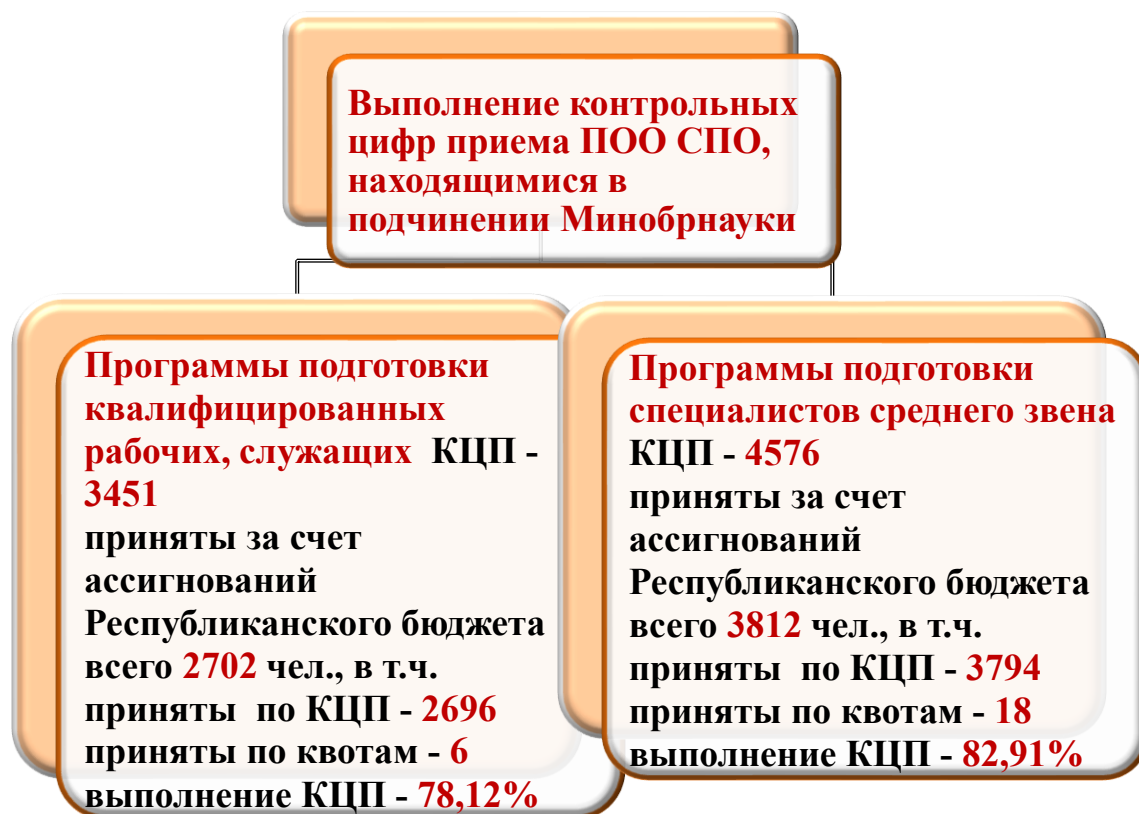 Выполнение контрольных
цифр приема ПОО СПО,
находящимися в
подчинении Минобрнауки
Программы подготовки
квалифицированных
рабочих, служащих КЦП -
3451
приняты за счет
ассигнований
Республиканского бюджета
всего 2702 чел., в т.ч.
приняты по КЦП - 2696
приняты по квотам - 6
выполнение КЦП - 78,12%
Программы подготовки
специалистов среднего звена
КЦП - 4576
приняты за счет
ассигнований
Республиканского бюджета
всего 3812 чел., в т.ч.
приняты по КЦП - 3794
приняты по квотам - 18
выполнение КЦП - 82,91%